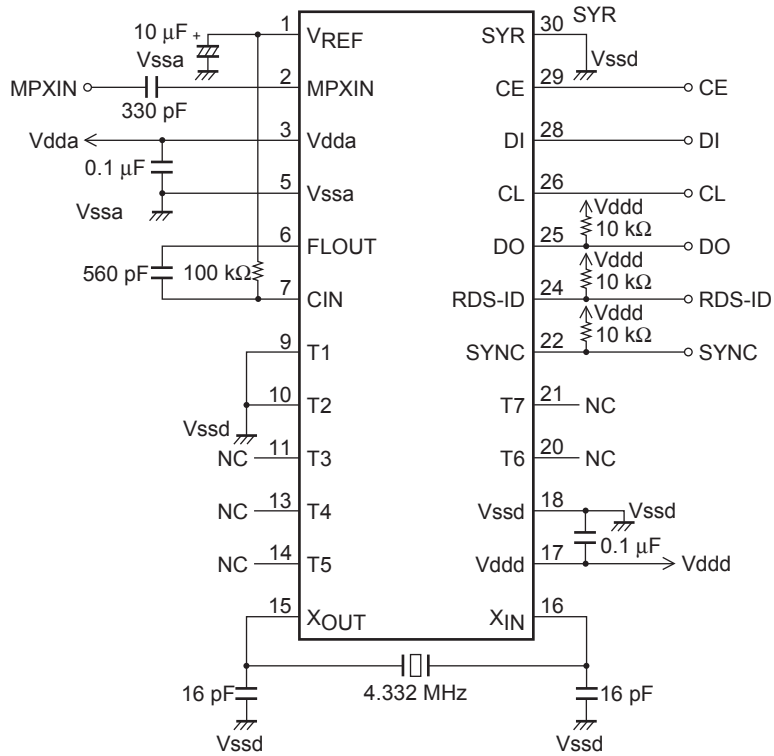 SYR
10 µF +
1
VREF
SYR
30
Vssa
Vssd
MPXIN
2
MPXIN
CE
29
CE
330 pF
Vdda
3
Vdda
DI
28
DI
0.1 µF
5
Vssa
CL
26
CL
Vssa
Vddd
10 kΩ
6
FLOUT
DO
25
DO
560 pF
100 kΩ
Vddd
10 kΩ
7
CIN
RDS-ID
24
RDS-ID
Vddd
10 kΩ
9
T1
SYNC
22
SYNC
10
T2
T7
21
NC
Vssd
NC
11
T3
T6
20
NC
NC
13
T4
Vssd
18
Vssd
0.1 µF
NC
14
T5
Vddd
17
Vddd
15
XOUT
XIN
16
16 pF
4.332 MHz
16 pF
Vssd
Vssd